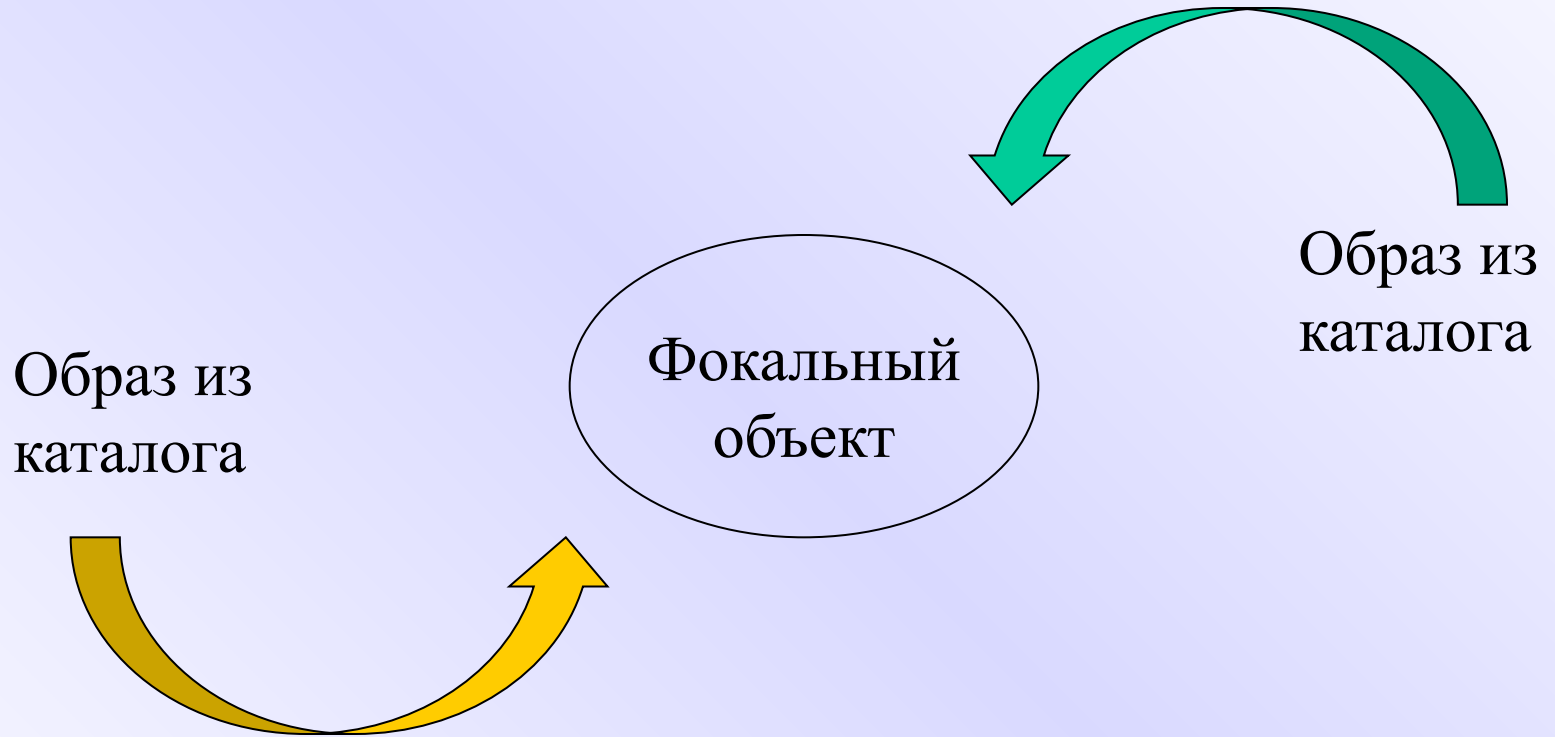 Образ из
каталога
Фокальный
объект
Образ из
каталога